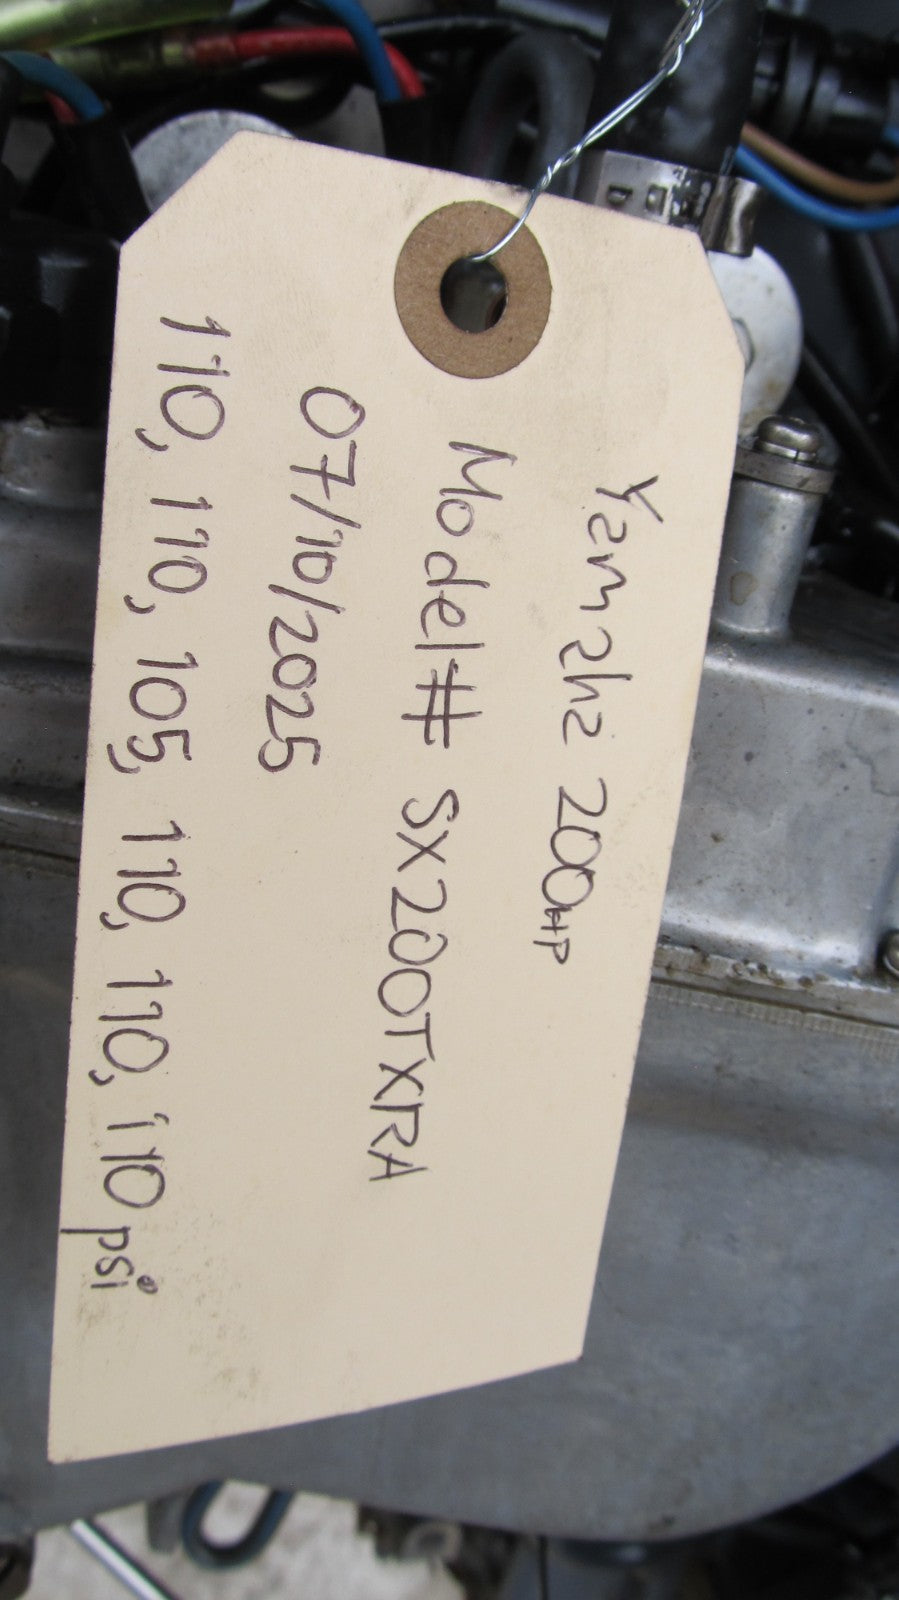 Yamaha 200HP
Model# SX200TXRA
07/10/2025
110, 110, 105, 110, 110, 110 psi